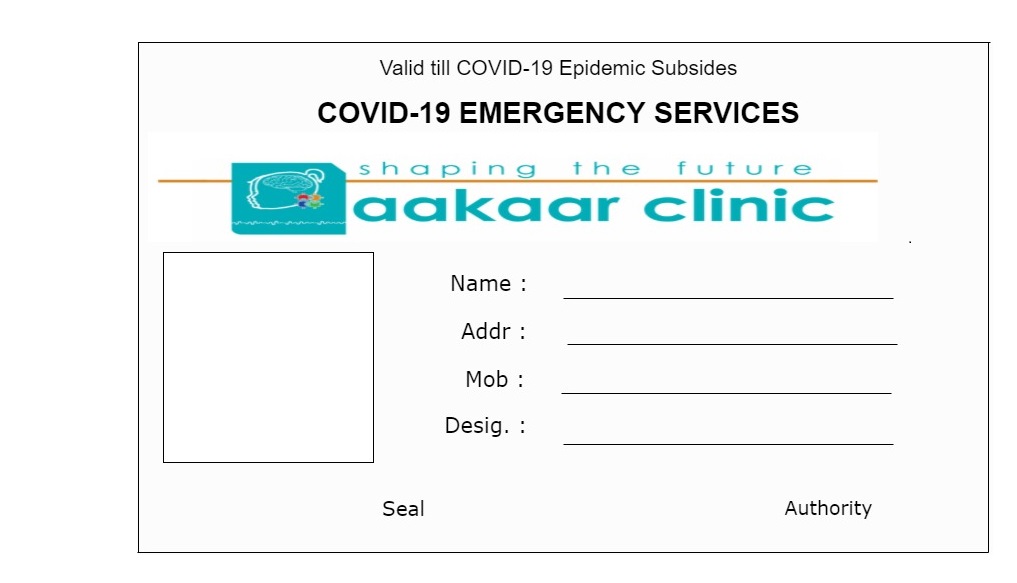 Valid till COVID-19 Epidemic Subsides
COVID-19 EMERGENCY SERVICES
shaping the future
aakaar clinic
Name :
Addr :
Mob :
Desig. :
Seal Authority